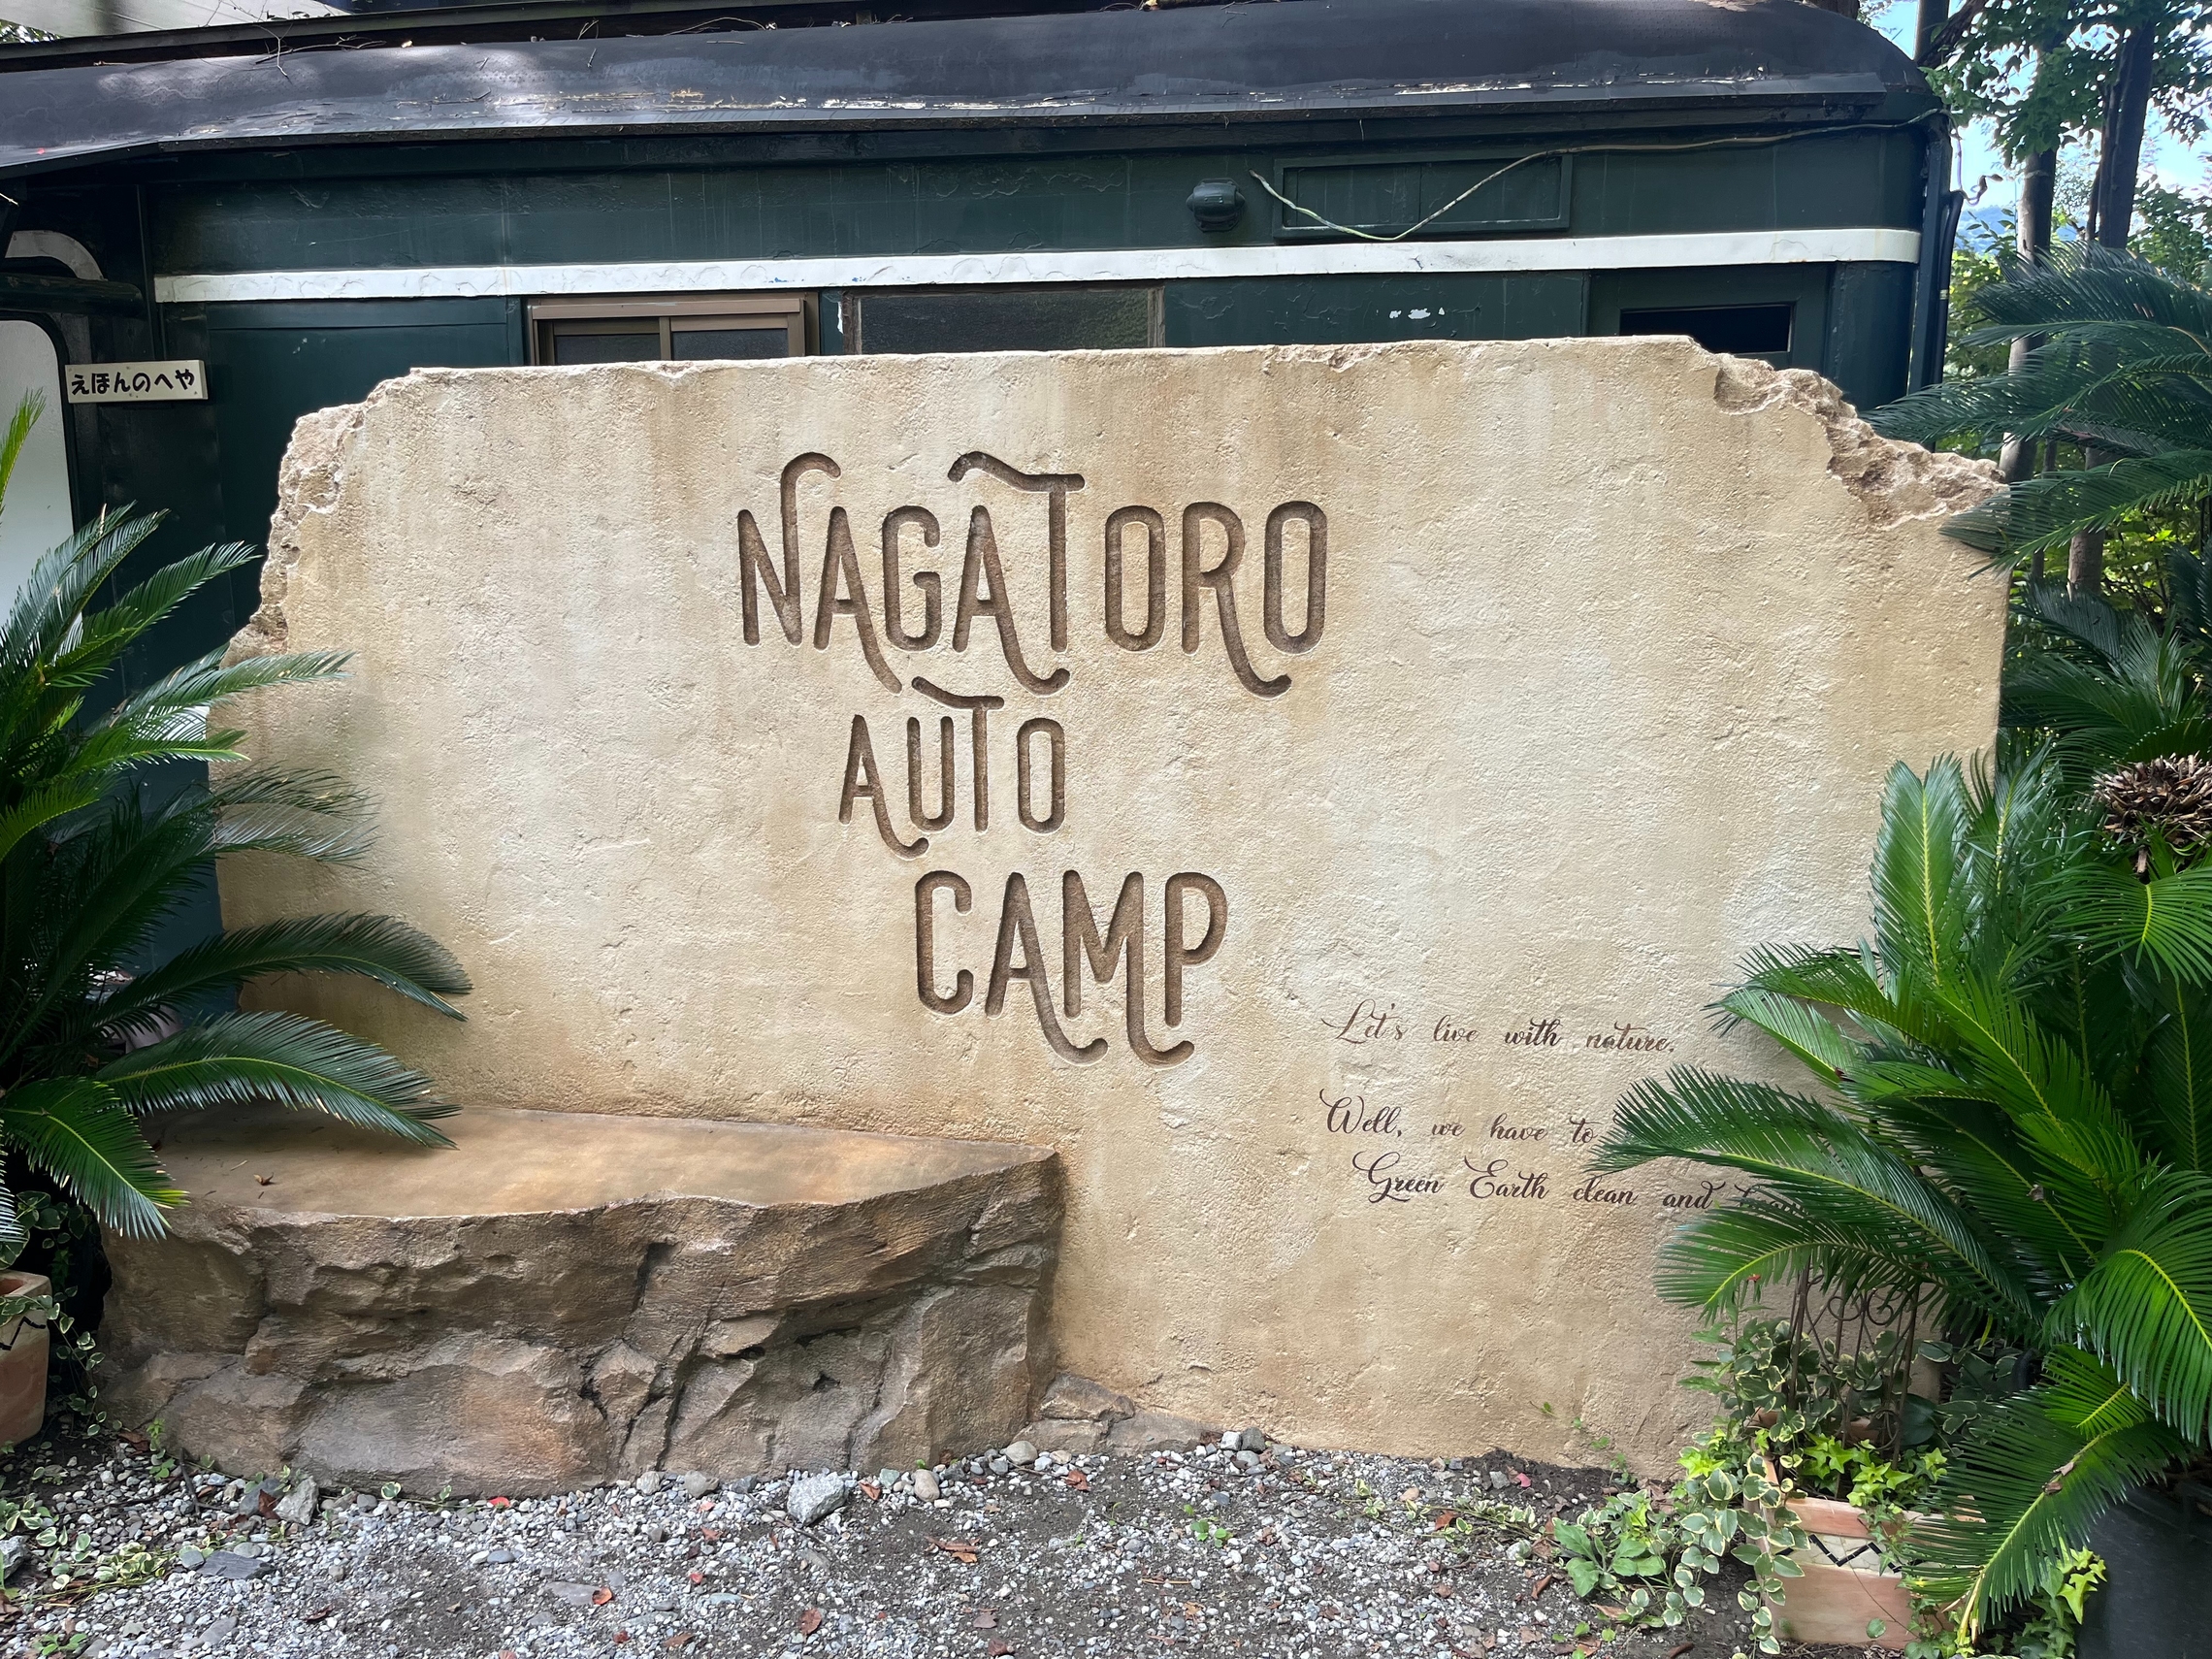 えほんのへや
NAGATORO
AUTO
CAMP
Let's live with nature.
Well, we have to
Green Earth clean and